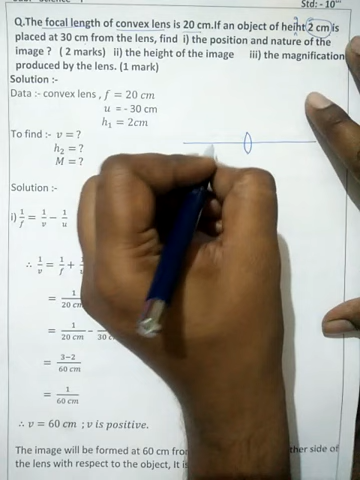 Std: - 10ᵗʰ
Q.The focal length of convex lens is 20 cm.If an object of heiht 2 cm is
placed at 30 cm from the lens, find i) the position and nature of the
image ? ( 2 marks) ii) the height of the image iii) the magnification
produced by the lens. (1 mark)
Solution :-
Data :- convex lens , f = 20 cm
u = - 30 cm
h₁ = 2cm
To find :- v = ?
h₂ = ?
M = ?
Solution :-
i) 1/f = 1/v − 1/u
∴ 1/v = 1/f +
= 1/20 cm
= 1/20 cm −
= 3−2/60 cm
= 1/60 cm
∴ v = 60 cm ; v is positive.
The image will be formed at 60 cm side of
the lens with respect to the object, It is